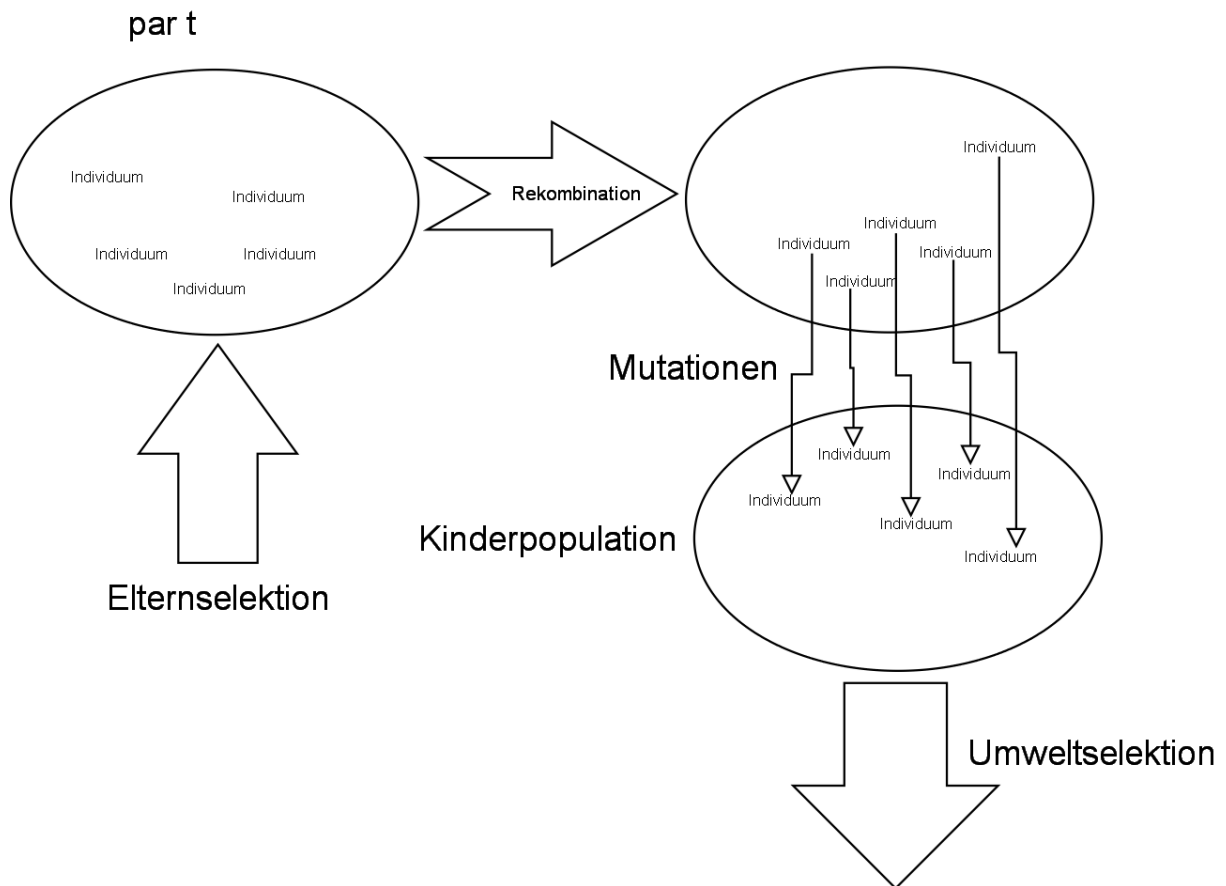 par t
Individuum
Individuum
Individuum
Individuum
Individuum
Rekombination
Individuum
Individuum
Individuum
Individuum
Individuum
Mutationen
Individuum
Individuum
Individuum
Individuum
Individuum
Kinderpopulation
Elternselektion
Umweltselektion